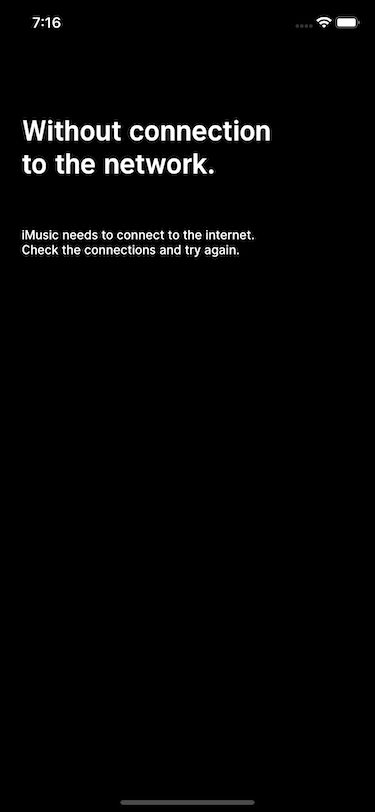 7:16
Without connection
to the network.
iMusic needs to connect to the internet.
Check the connections and try again.